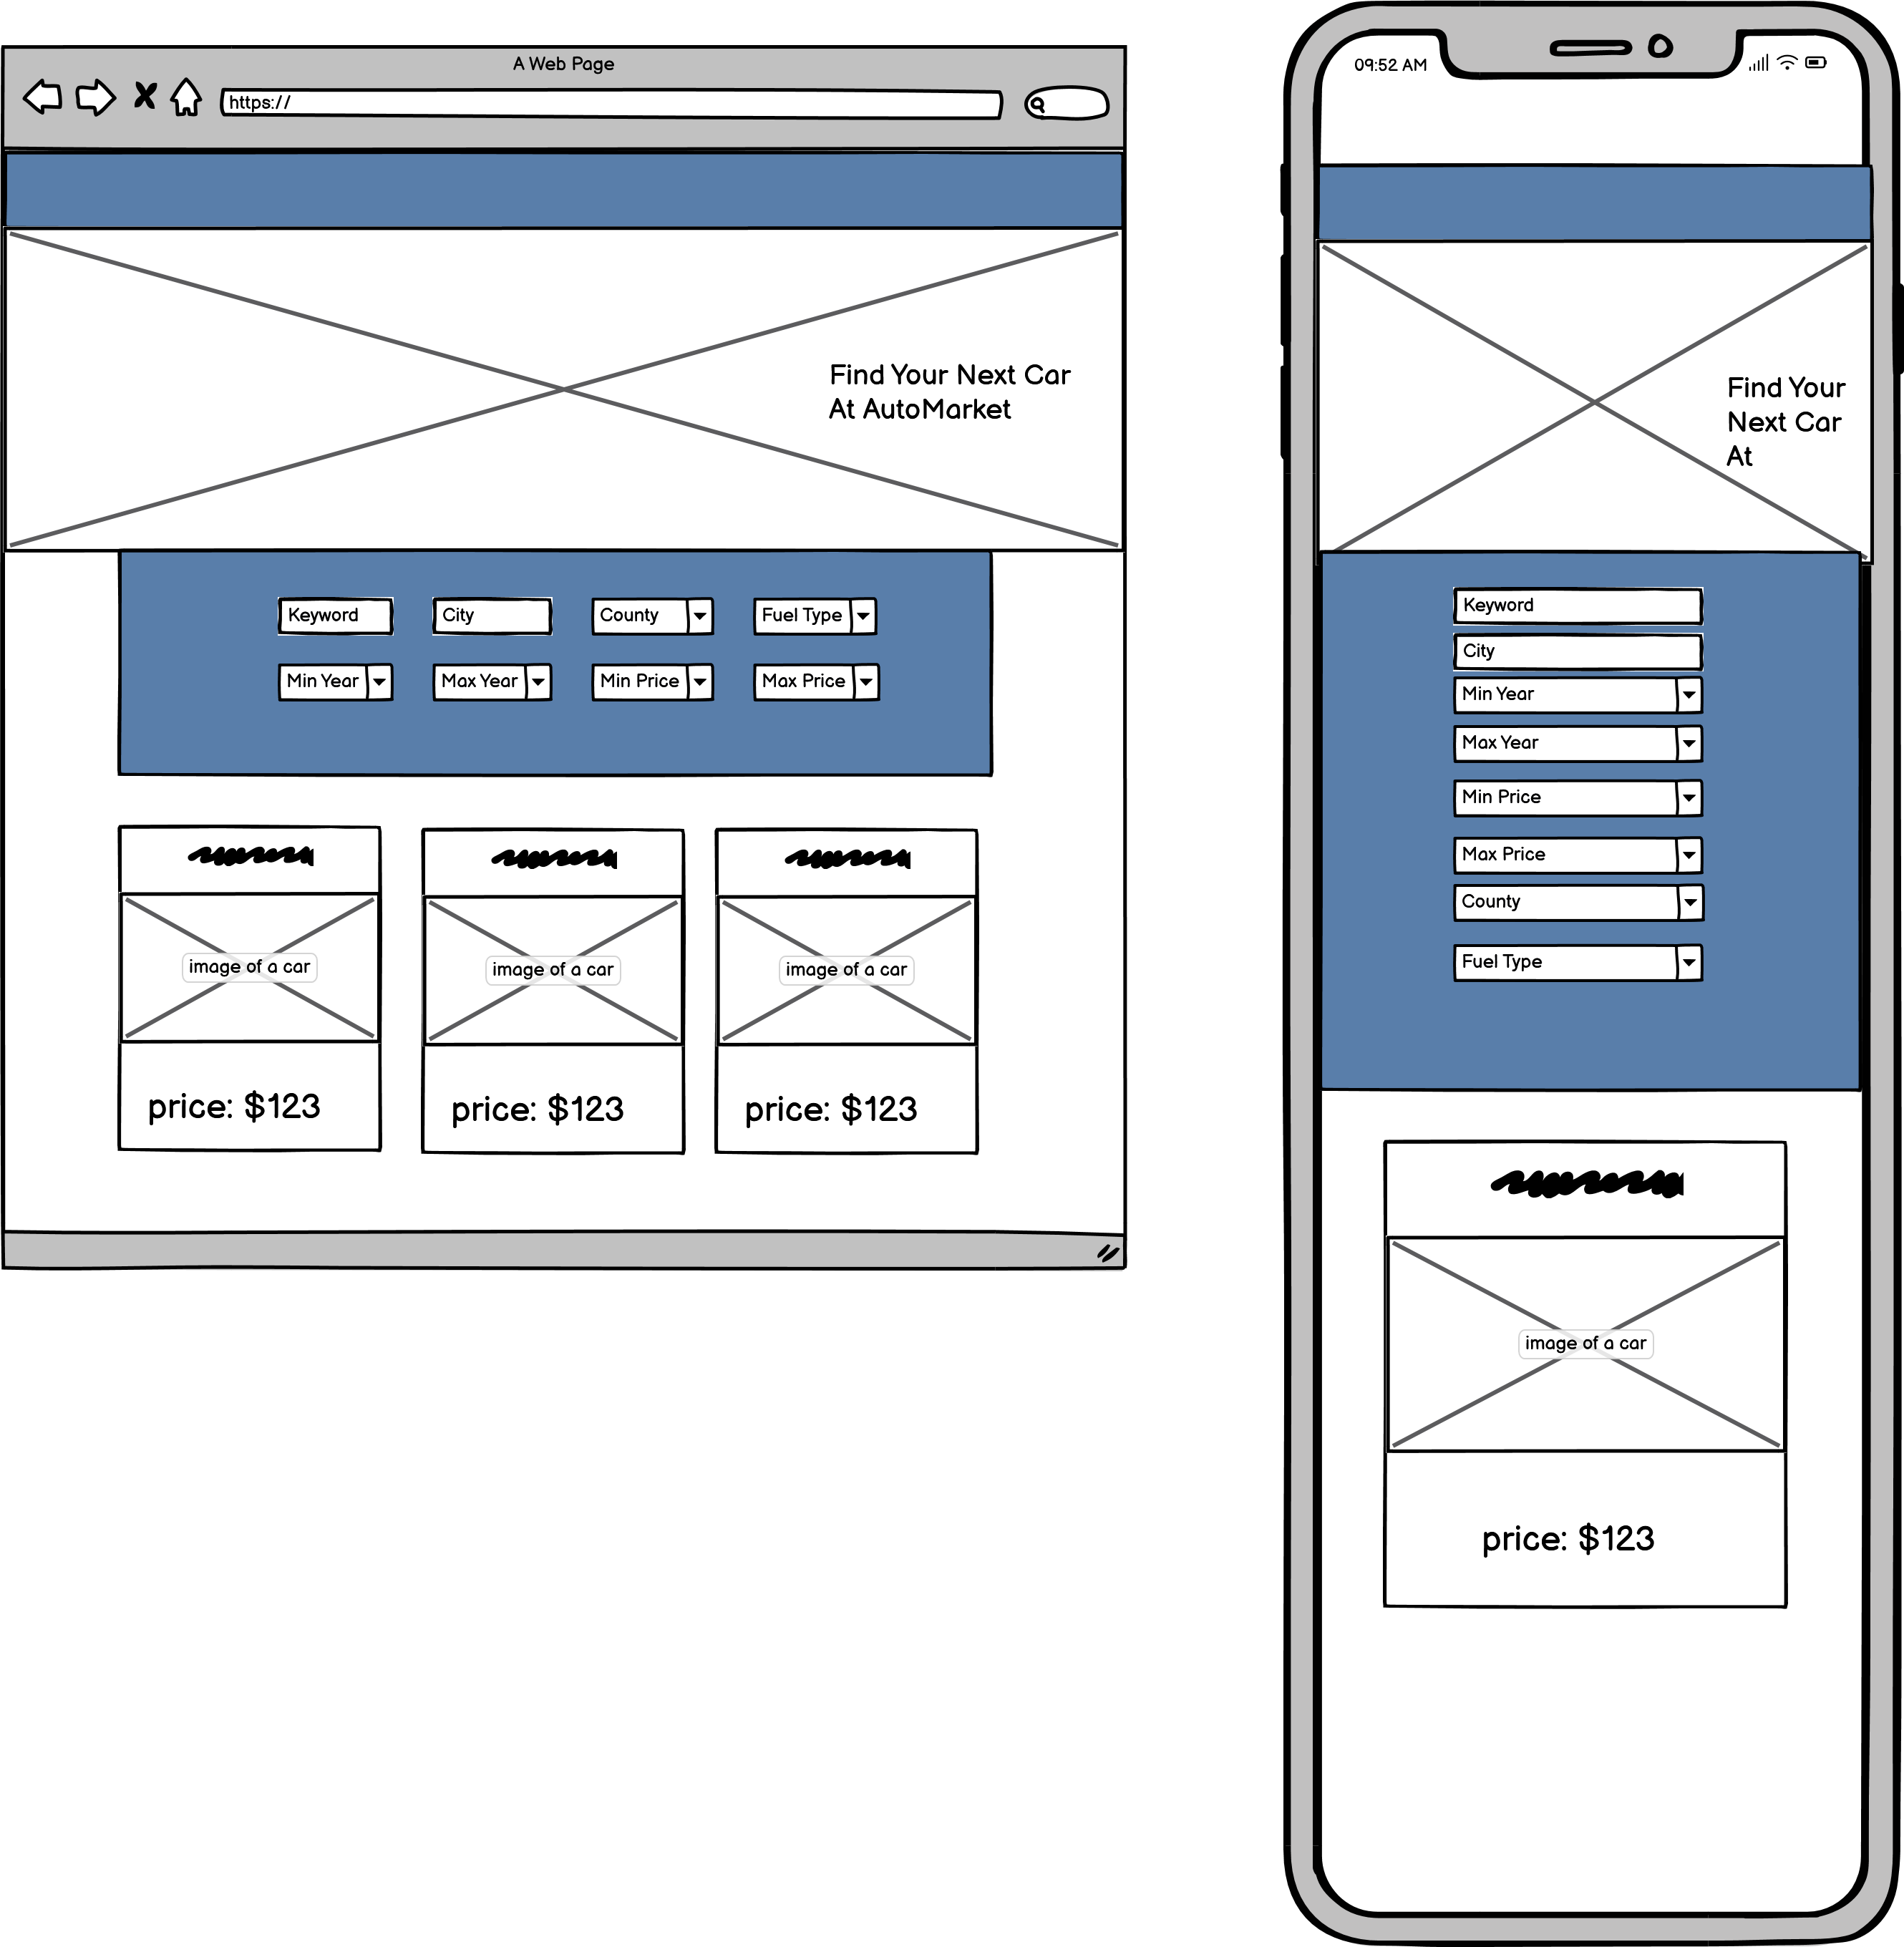 A Web Page
https://
Find Your Next Car
At AutoMarket
Keyword City County Fuel Type
Min Year Max Year Min Price Max Price
image of a car image of a car image of a car
price: $123 price: $123 price: $123
09:52 AM
Find Your
Next Car
At
Keyword
City
Min Year
Max Year
Min Price
Max Price
County
Fuel Type
image of a car
price: $123